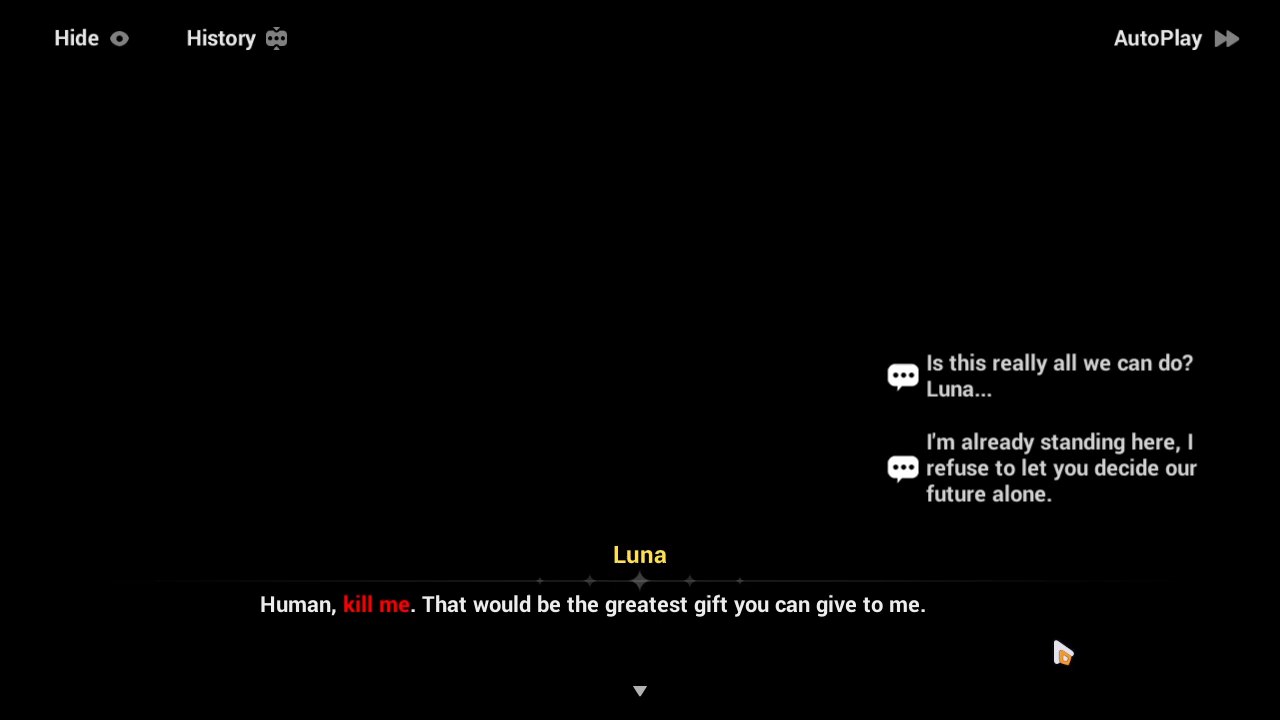 Hide
History
AutoPlay
Is this really all we can do?
Luna...
I'm already standing here, I
refuse to let you decide our
future alone.
Luna
Human, kill me. That would be the greatest gift you can give to me.